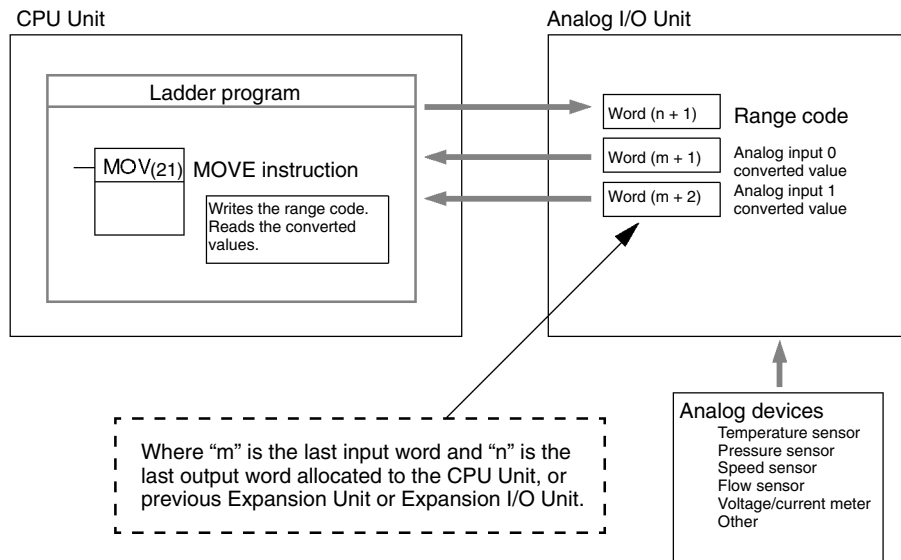 CPU Unit
Analog I/O Unit
Ladder program
MOV(21)
MOVE instruction
Writes the range code.
Reads the converted
values.
Word (n + 1)
Range code
Word (m + 1)
Analog input 0
converted value
Word (m + 2)
Analog input 1
converted value
Where “m” is the last input word and “n” is the
last output word allocated to the CPU Unit, or
previous Expansion Unit or Expansion I/O Unit.
Analog devices
Temperature sensor
Pressure sensor
Speed sensor
Flow sensor
Voltage/current meter
Other